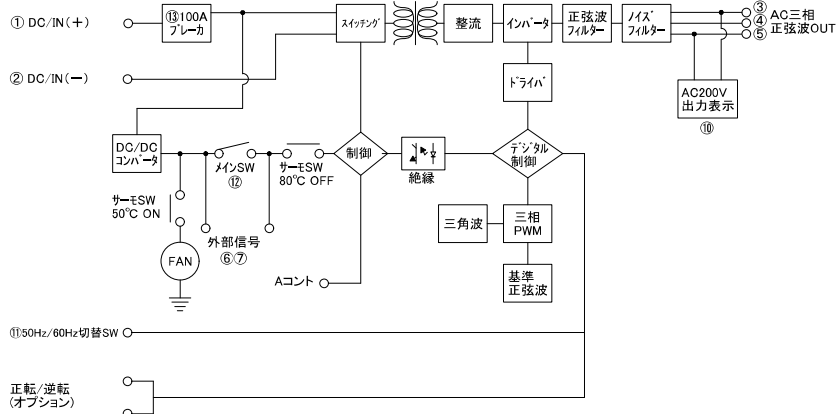 ① DC/IN(＋)
⑬100A
ブレーカ
スイッチング
整流
インバータ
正弦波
フィルター
ノイズ
フィルター
③
④
⑤
AC三相
正弦波OUT
② DC/IN(－)
ドライバ
AC200V
出力表示
⑩
DC/DC
コンバータ
メインSW
⑫
サーモSW
80℃ OFF
制御
絶縁
デジタル
制御
サーモSW
50℃ ON
外部信号
⑥⑦
三角波
三相
PWM
FAN
Aコント
基準
正弦波
⑪50Hz/60Hz切替SW
正転/逆転
(オプション)